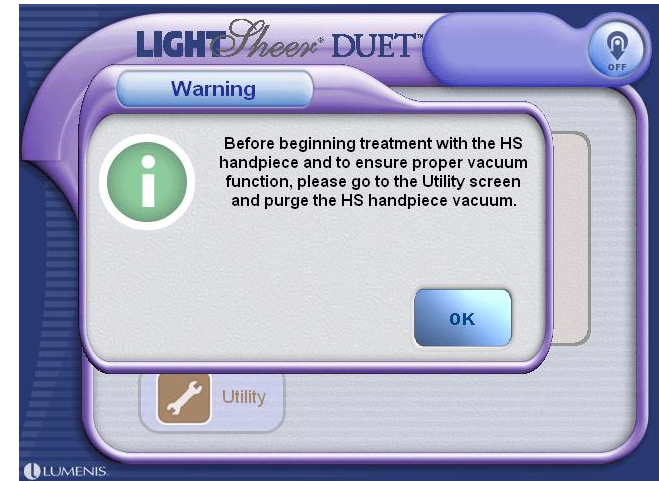 LIGHTSheer® DUET™
OFF
Warning
Before beginning treatment with the HS
handpiece and to ensure proper vacuum
function, please go to the Utility screen
and purge the HS handpiece vacuum.
OK
Utility
LUMENIS®